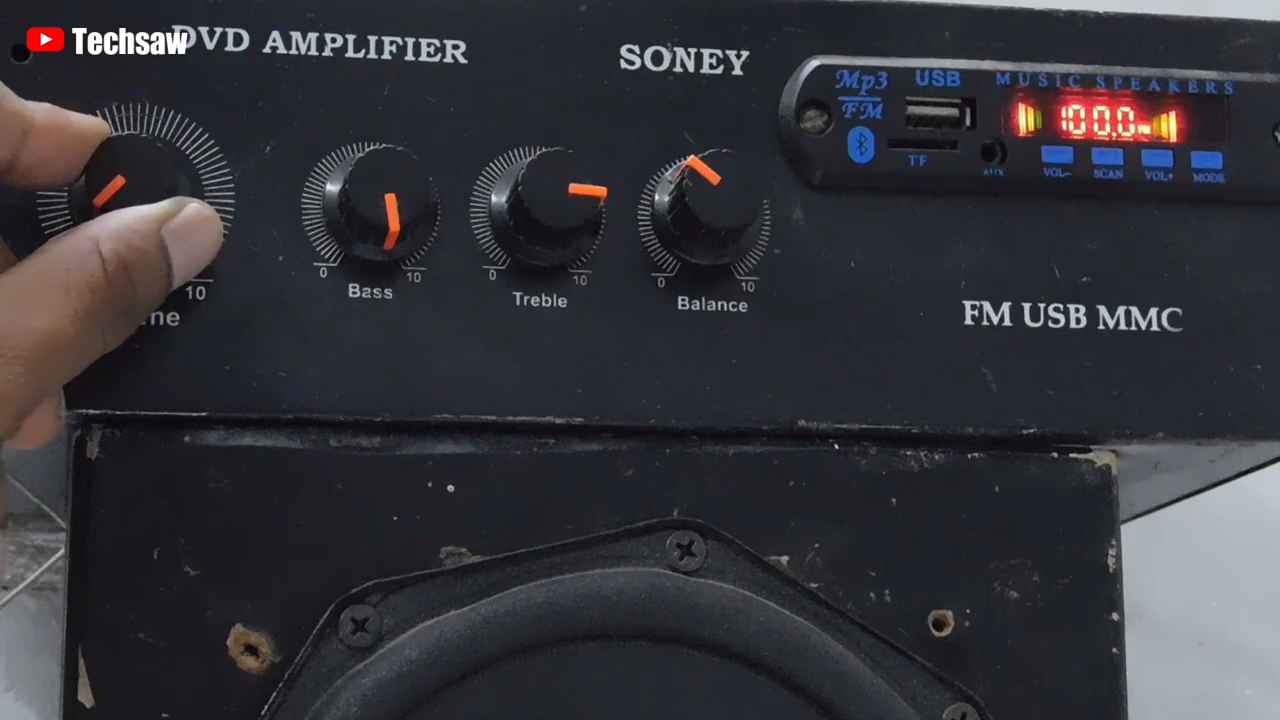 Techsaw
DVD AMPLIFIER
SONEY
Mp3
FM
USB
MUSIC SPEAKERS
100.0
TF
AUX
VOL-
SCAN
VOL+
MODE
10
0
10
Bass
0
10
Treble
0
10
Balance
FM USB MMC